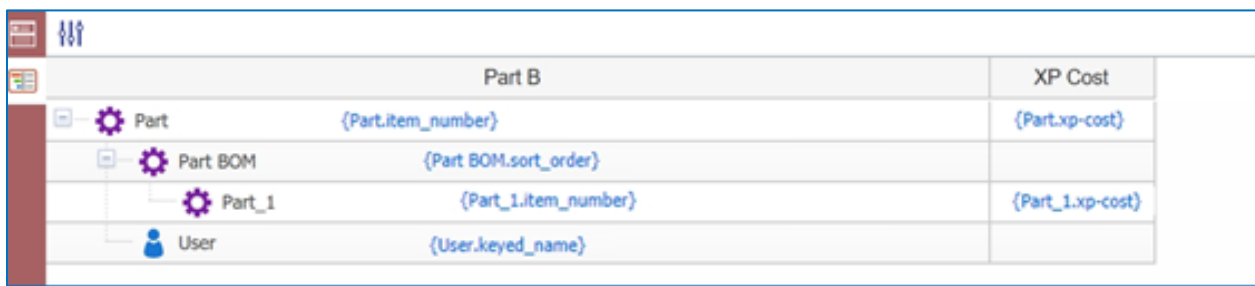 Part B XP Cost
Part {Part.item_number} {Part.xp-cost}
Part BOM {Part BOM.sort_order}
Part_1 {Part_1.item_number} {Part_1.xp-cost}
User {User.keyed_name}